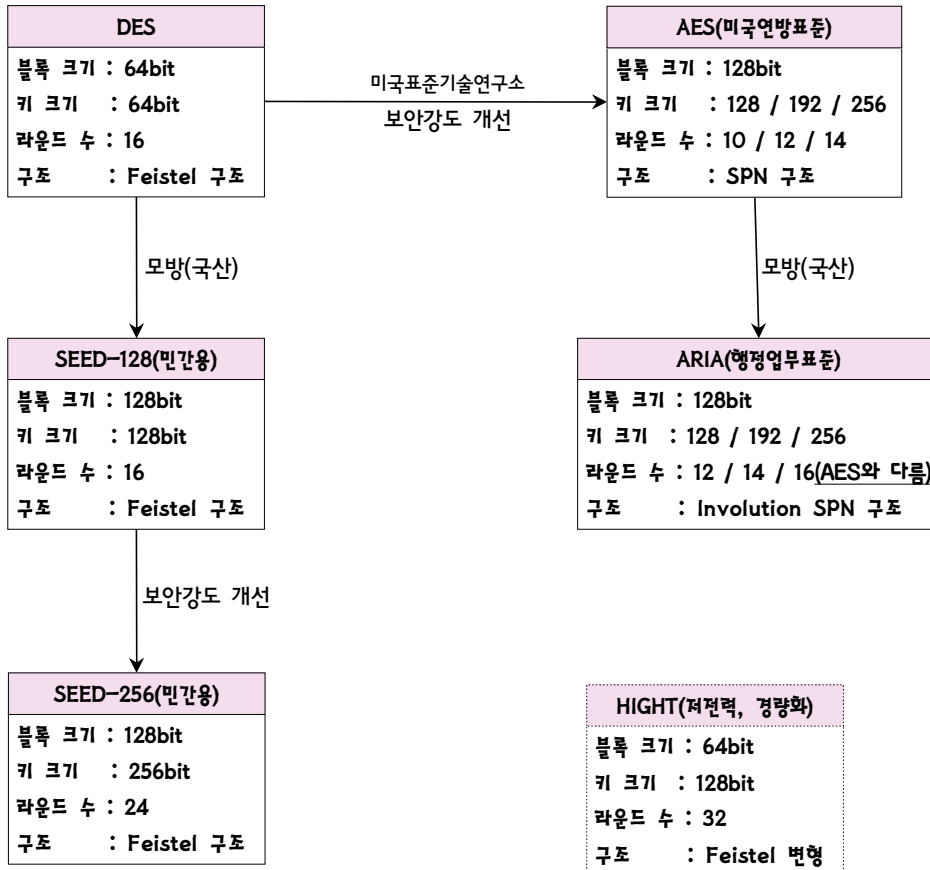 DES
블록 크기 : 64bit
키 크기 : 64bit
라운드 수 : 16
구조 : Feistel 구조
미국표준기술연구소
보안강도 개선
AES(미국연방표준)
블록 크기 : 128bit
키 크기 : 128 / 192 / 256
라운드 수 : 10 / 12 / 14
구조 : SPN 구조
모방(국산)
모방(국산)
SEED-128(민간용)
블록 크기 : 128bit
키 크기 : 128bit
라운드 수 : 16
구조 : Feistel 구조
ARIA(행정업무표준)
블록 크기 : 128bit
키 크기 : 128 / 192 / 256
라운드 수 : 12 / 14 / 16(AES와 다름)
구조 : Involution SPN 구조
보안강도 개선
SEED-256(민간용)
블록 크기 : 128bit
키 크기 : 256bit
라운드 수 : 24
구조 : Feistel 구조
HIGHT(저전력, 경량화)
블록 크기 : 64bit
키 크기 : 128bit
라운드 수 : 32
구조 : Feistel 변형